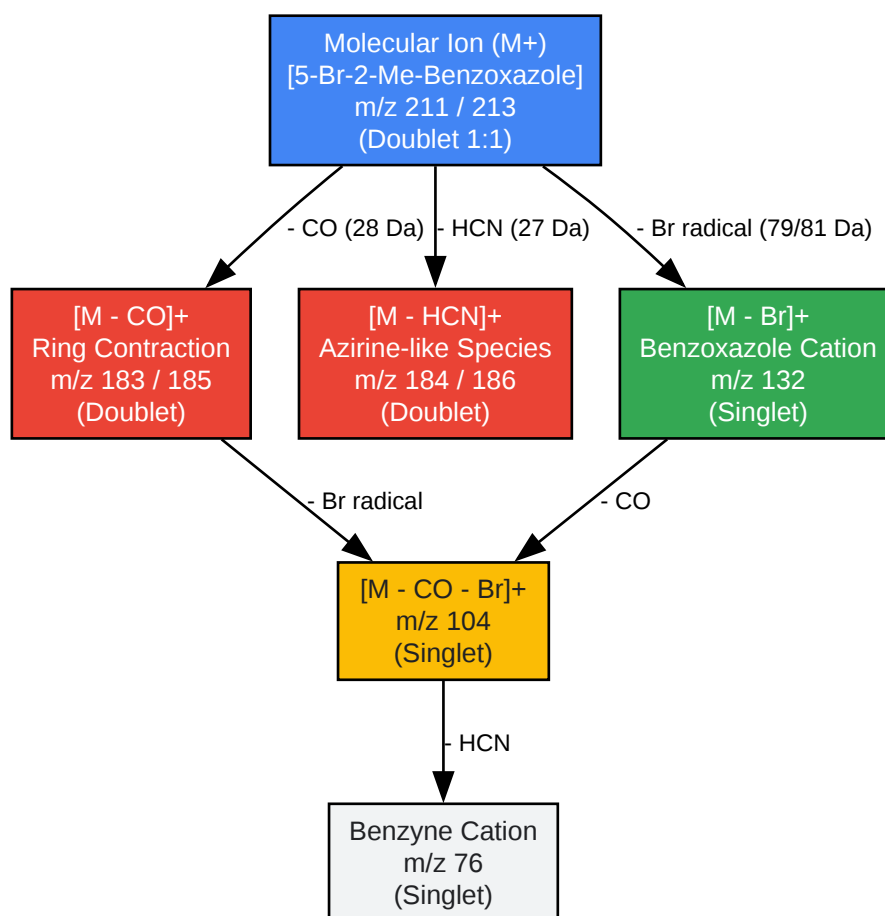 Molecular Ion (M+)
[5-Br-2-Me-Benzoxazole]
m/z 211 / 213
(Doublet 1:1)
- CO (28 Da)
- HCN (27 Da)
- Br radical (79/81 Da)
[M - CO]+
Ring Contraction
m/z 183 / 185
(Doublet)
[M - HCN]+
Azirine-like Species
m/z 184 / 186
(Doublet)
[M - Br]+
Benzoxazole Cation
m/z 132
(Singlet)
- Br radical
- CO
[M - CO - Br]+
m/z 104
(Singlet)
- HCN
Benzyne Cation
m/z 76
(Singlet)